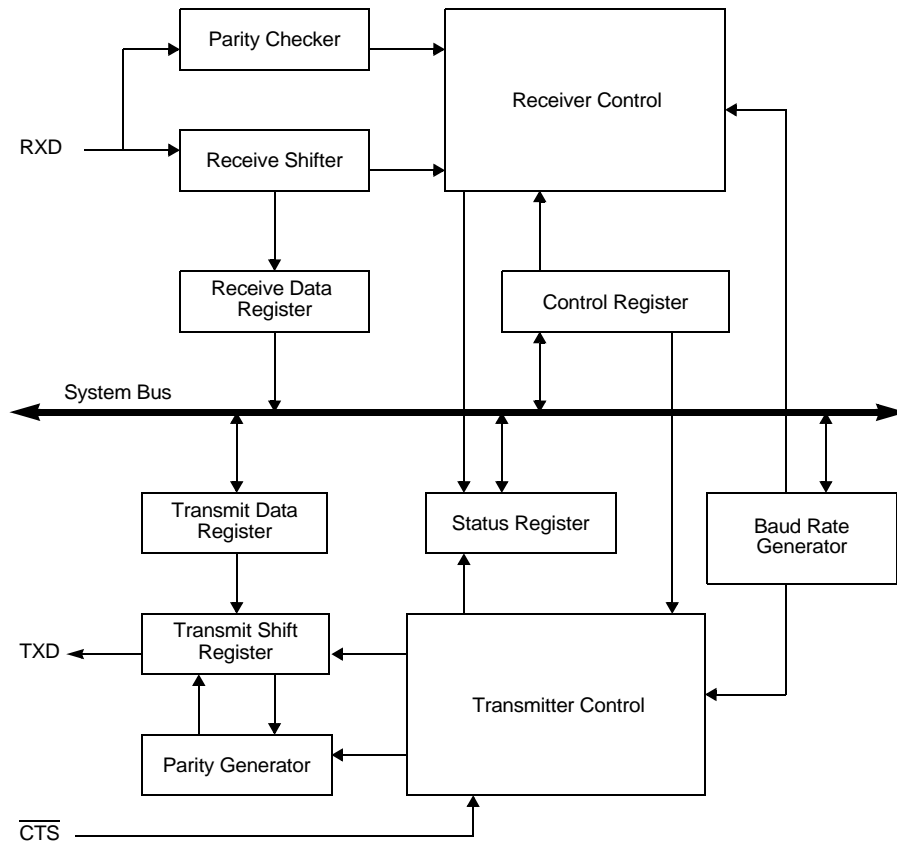 Parity Checker
Receiver Control
RXD
Receive Shifter
Receive Data
Register
Control Register
System Bus
Transmit Data
Register
Status Register
Baud Rate
Generator
Transmit Shift
Register
TXD
Transmitter Control
Parity Generator
C̅T̅S̅